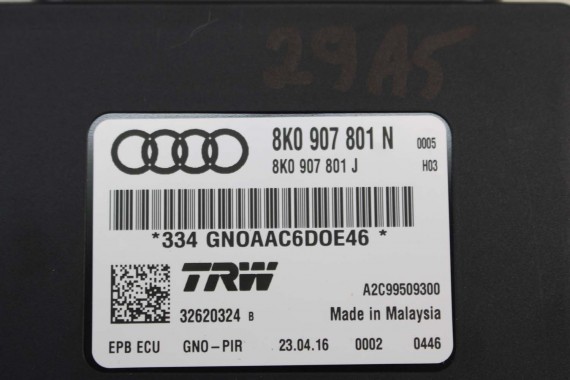 29A5
8K0 907 801 N 0005
8K0 907 801 J H03
*334 GNOAAC6DOE46 *
TRW A2C99509300
32620324 B Made in Malaysia
EPB ECU GNO-PIR 23.04.16 0002 0446